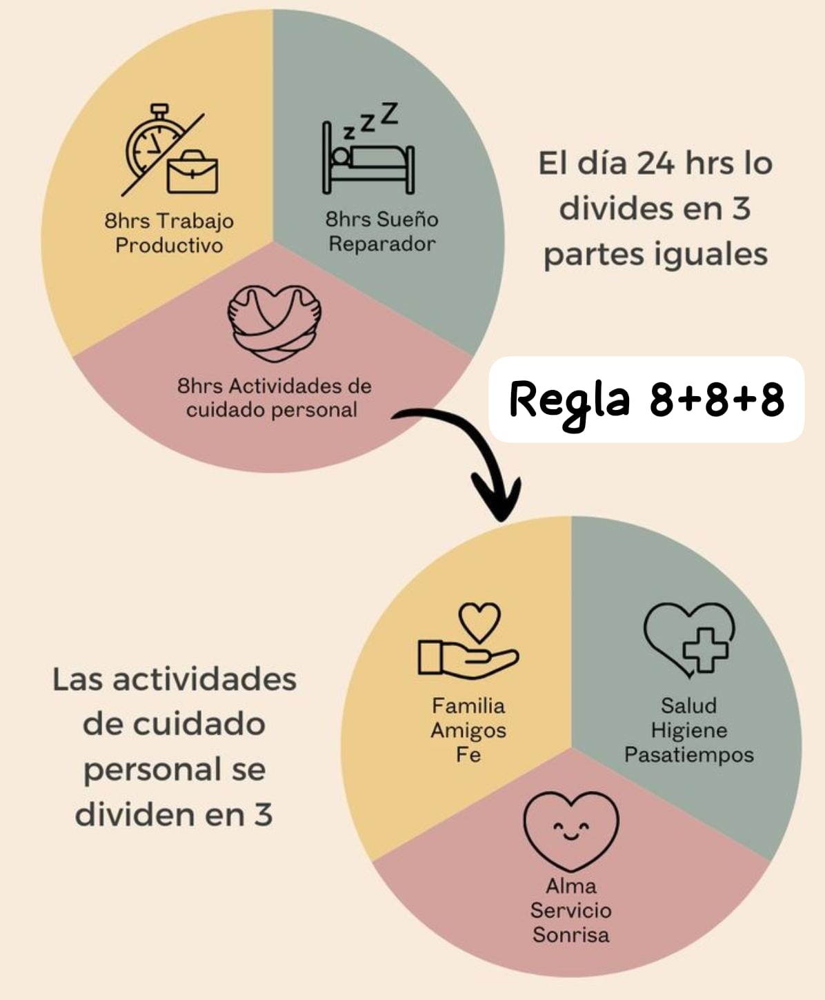 8hrs Trabajo
Productivo
z z Z
8hrs Sueño
Reparador
8hrs Actividades de
cuidado personal
El día 24 hrs lo
divides en 3
partes iguales
Regla 8+8+8
Las actividades
de cuidado
personal se
dividen en 3
Familia
Amigos
Fe
Salud
Higiene
Pasatiempos
Alma
Servicio
Sonrisa